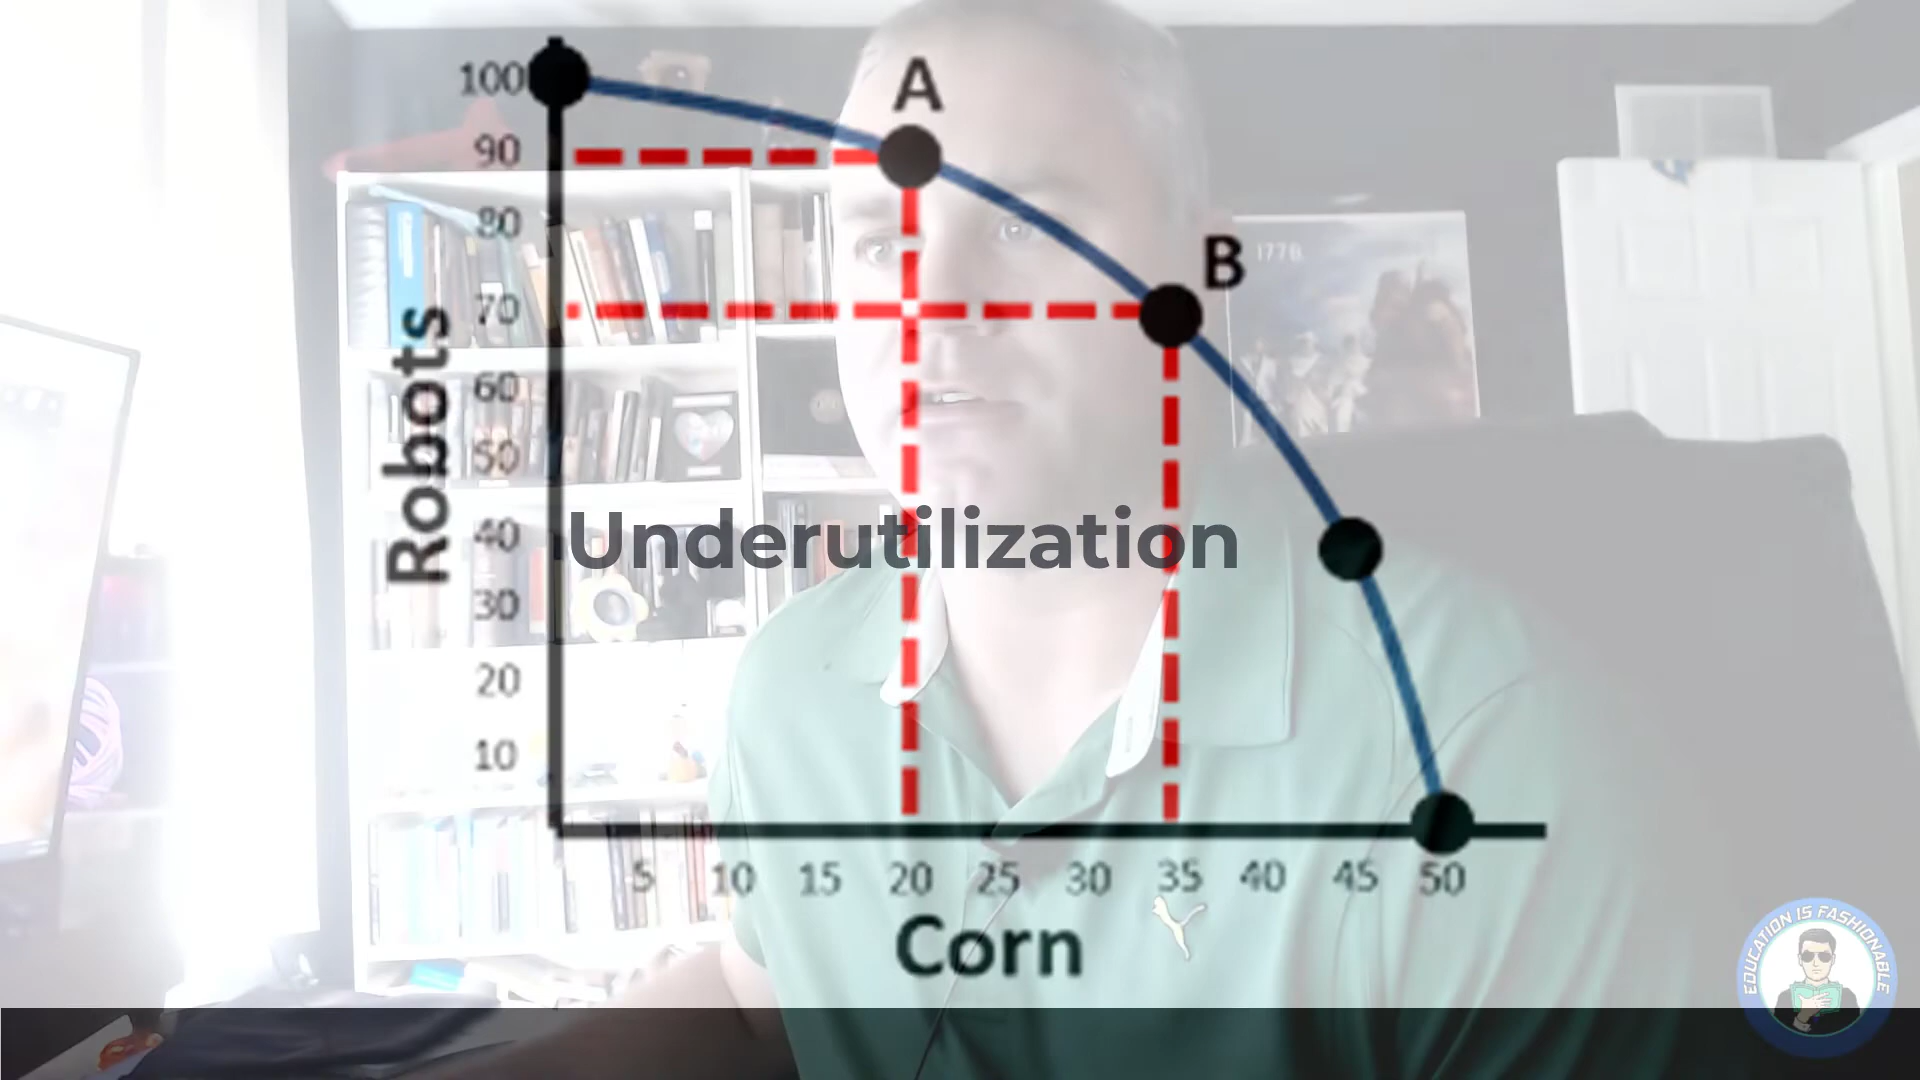 A
B
1776
100
90
80
70
60
50
40
30
20
10
Robots
Underutilization
5 10 15 20 25 30 35 40 45 50
Corn
EDUCATION IS FASHIONABLE